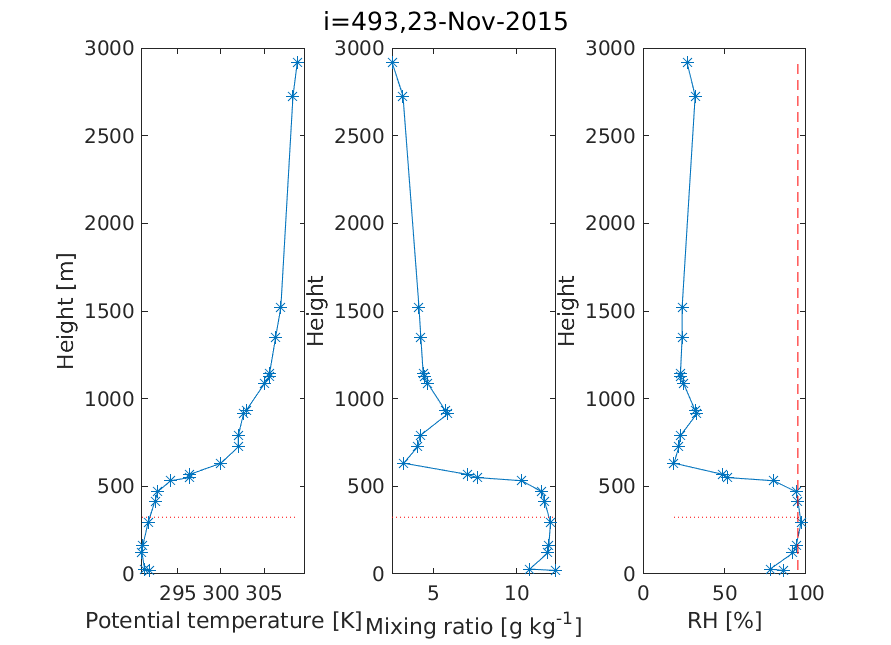 i=493,23-Nov-2015
3000
2500
2000
1500
1000
500
0
Height [m]
295 300 305
Potential temperature [K]
3000
2500
2000
1500
1000
500
0
Height
5 10
Mixing ratio [g kg⁻¹]
3000
2500
2000
1500
1000
500
0
Height
0 50 100
RH [%]